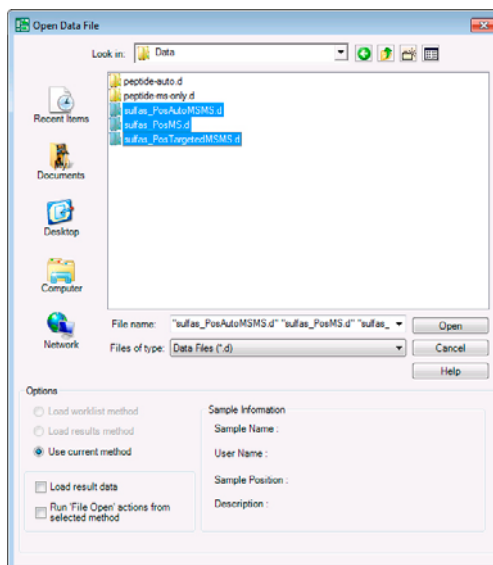 Open Data File
Look in: Data
peptide-auto.d
peptide-ms-only.d
sulfas_PosAutoMSMS.d
sulfas_PosMS.d
sulfas_PosTargetedMSMS.d
Recent Items
Documents
Desktop
Computer
Network
File name: "sulfas_PosAutoMSMS.d" "sulfas_PosMS.d" "sulfas_ Open
Files of type: Data Files (*.d) Cancel
Help
Options
Load worklist method
Load results method
Use current method
Load result data
Run 'File Open' actions from
selected method
Sample Information
Sample Name :
User Name :
Sample Position :
Description :